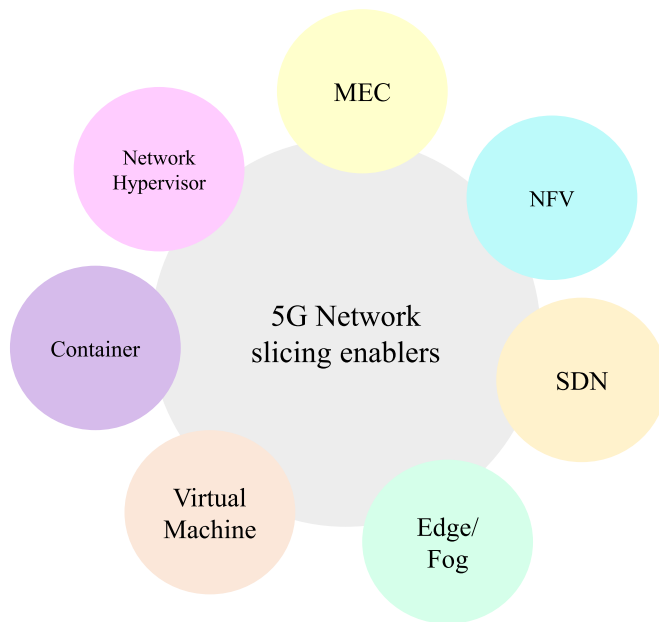 MEC
Network
Hypervisor
NFV
5G Network
slicing enablers
Container
SDN
Virtual
Machine
Edge/
Fog